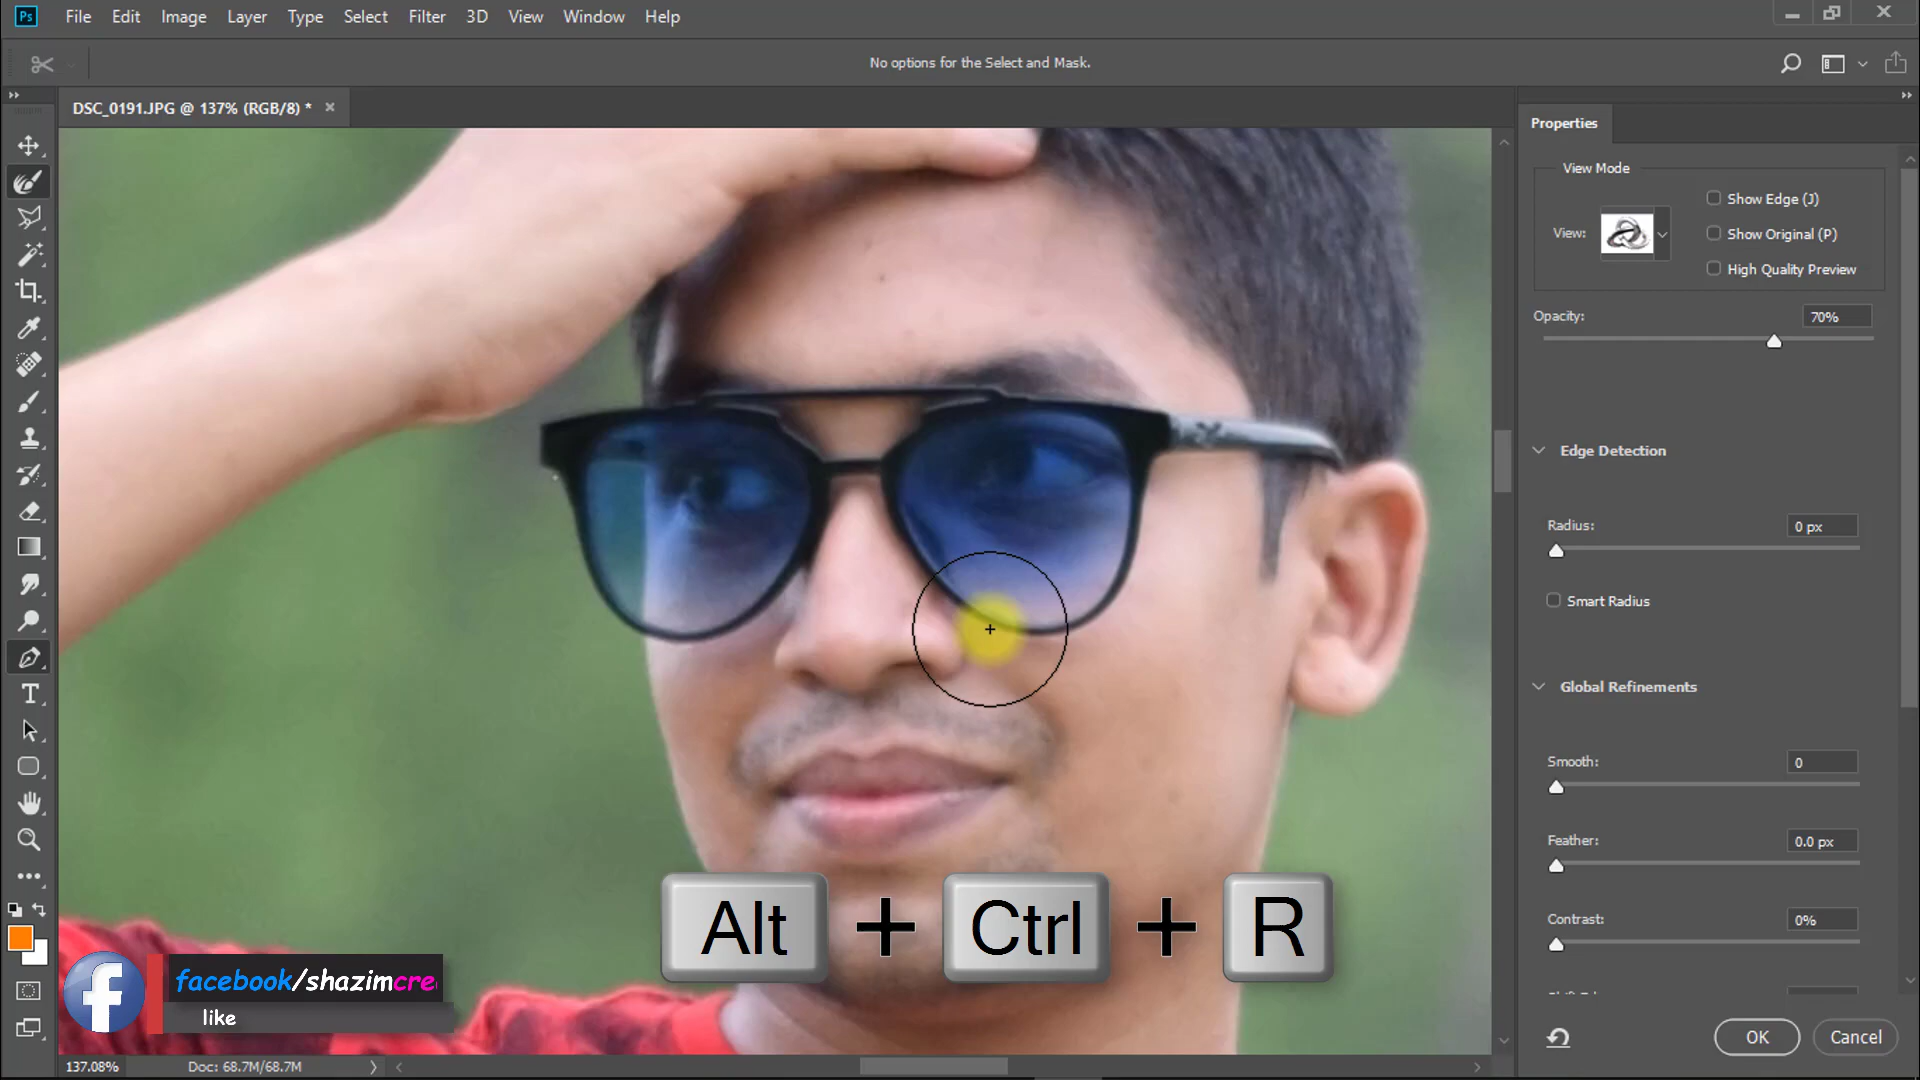 Ps
File Edit Image Layer Type Select Filter 3D View Window Help
No options for the Select and Mask.
DSC_0191.JPG @ 137% (RGB/8) *
Properties
View Mode
Show Edge (J)
View:
Show Original (P)
High Quality Preview
Opacity: 70%
Edge Detection
Radius: 0 px
Smart Radius
Global Refinements
Smooth: 0
Feather: 0.0 px
Contrast: 0%
Alt + Ctrl + R
facebook/shazimcre
like
OK Cancel
137.08% Doc: 68.7M/68.7M